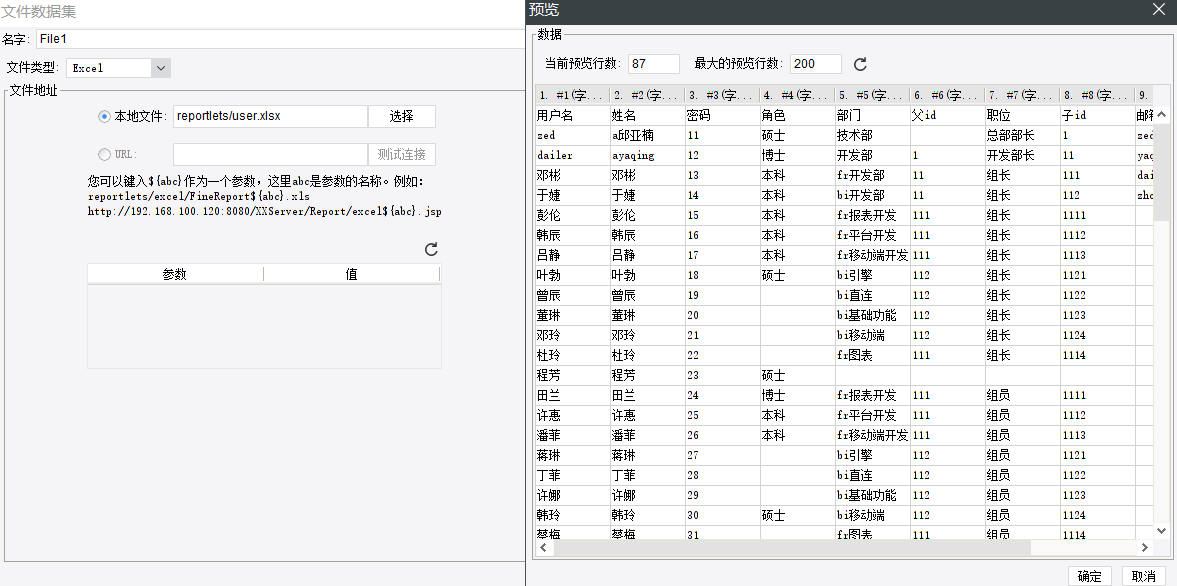 文件数据集
名字: File1
文件类型: Excel
文件地址
本地文件: reportlets/user.xlsx 选择
URL: 测试连接
您可以键入${abc}作为一个参数，这里abc是参数的名称。例如:
reportlets/excel/FineReport${abc}.xls
http://192.168.100.120:8080/XXServer/Report/excel${abc}.jsp
参数 值
预览
数据
当前预览行数: 87 最大的预览行数: 200
1. #1(字... 2. #2(字... 3. #3(字... 4. #4(字... 5. #5(字... 6. #6(字... 7. #7(字... 8. #8(字... 9.
用户名 姓名 密码 角色 部门 父id 职位 子id 邮箱
zed a邱亚楠 11 硕士 技术部 总部部长 1 zed
dailer ayaqing 12 博士 开发部 1 开发部长 11 yaq
邓彬 邓彬 13 本科 fr开发部 11 组长 111 dai
于婕 于婕 14 本科 bi开发部 11 组长 112 zho
彭伦 彭伦 15 本科 fr报表开发 111 组长 1111
韩辰 韩辰 16 本科 fr平台开发 111 组长 1112
吕静 吕静 17 本科 fr移动端开发 111 组长 1113
叶勃 叶勃 18 硕士 bi引擎 112 组长 1121
曾辰 曾辰 19 bi直连 112 组长 1122
董琳 董琳 20 bi基础功能 112 组长 1123
邓玲 邓玲 21 bi移动端 112 组长 1124
杜玲 杜玲 22 fr图表 111 组长 1114
程芳 程芳 23 硕士
田兰 田兰 24 博士 fr报表开发 111 组员 1111
许惠 许惠 25 本科 fr平台开发 111 组员 1112
潘菲 潘菲 26 本科 fr移动端开发 111 组员 1113
蒋琳 蒋琳 27 bi引擎 112 组员 1121
丁菲 丁菲 28 bi直连 112 组员 1122
许娜 许娜 29 bi基础功能 112 组员 1123
韩玲 韩玲 30 硕士 bi移动端 112 组员 1124
蔡梅 蔡梅 31 fr图表 111 组员 1114
确定 取消